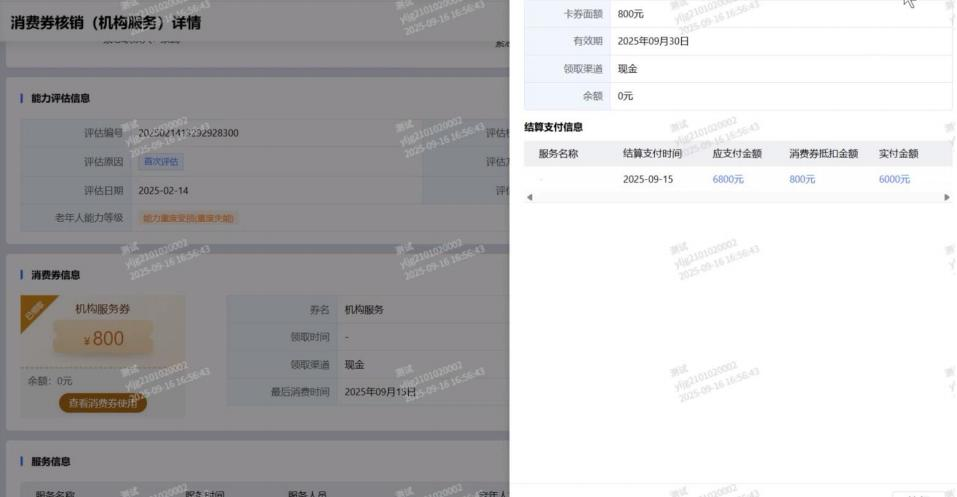 消费券核销（机构服务）详情
能力评估信息
评估编号
评估原因 首次评估
评估日期 2025-02-14
老年人能力等级 能力重度受损(重度失能)
消费券信息
机构服务券
¥800
余额：0元
查看消费券使用
券名 机构服务
领取时间 -
领取渠道 现金
最后消费时间 2025年09月15日
服务信息
服务名称 服务时间 服务人员
卡券面额 800元
有效期 2025年09月30日
领取渠道 现金
余额 0元
结算支付信息
服务名称 结算支付时间 应支付金额 消费券抵扣金额 实付金额
- 2025-09-15 6800元 800元 6000元
测试
yljg2101020002
2025-09-16 16:56:43